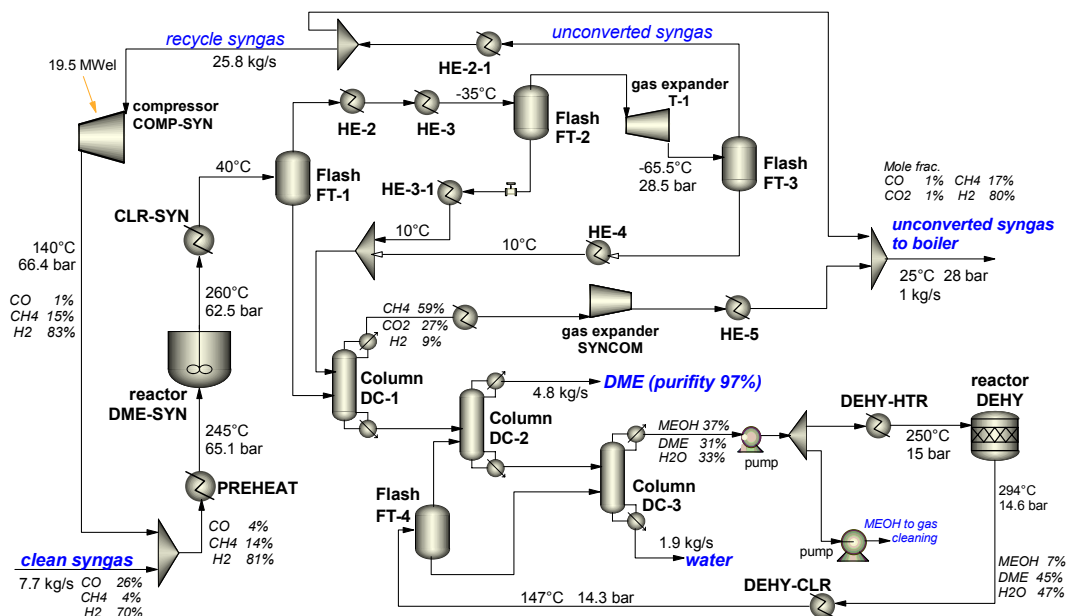 recycle syngas
25.8 kg/s
unconverted syngas
HE-2-1
19.5 MWel
compressor
COMP-SYN
HE-2
HE-3
-35°C
Flash
FT-2
gas expander
T-1
-65.5°C
28.5 bar
Flash
FT-3
40°C
Flash
FT-1
HE-3-1
CLR-SYN
10°C
10°C
HE-4
Mole frac.
CO 1% CH4 17%
CO2 1% H2 80%
unconverted syngas
to boiler
25°C 28 bar
1 kg/s
140°C
66.4 bar
CO 1%
CH4 15%
H2 83%
260°C
62.5 bar
CH4 59%
CO2 27%
H2 9%
gas expander
SYNCOM
HE-5
reactor
DME-SYN
Column
DC-1
DME (purifity 97%)
4.8 kg/s
Column
DC-2
MEOH 37%
DME 31%
H2O 33%
pump
DEHY-HTR
250°C
15 bar
reactor
DEHY
245°C
65.1 bar
PREHEAT
Flash
FT-4
Column
DC-3
294°C
14.6 bar
CO 4%
CH4 14%
H2 81%
MEOH to gas
cleaning
pump
clean syngas
7.7 kg/s
CO 26%
CH4 4%
H2 70%
1.9 kg/s
water
MEOH 7%
DME 45%
H2O 47%
DEHY-CLR
147°C 14.3 bar